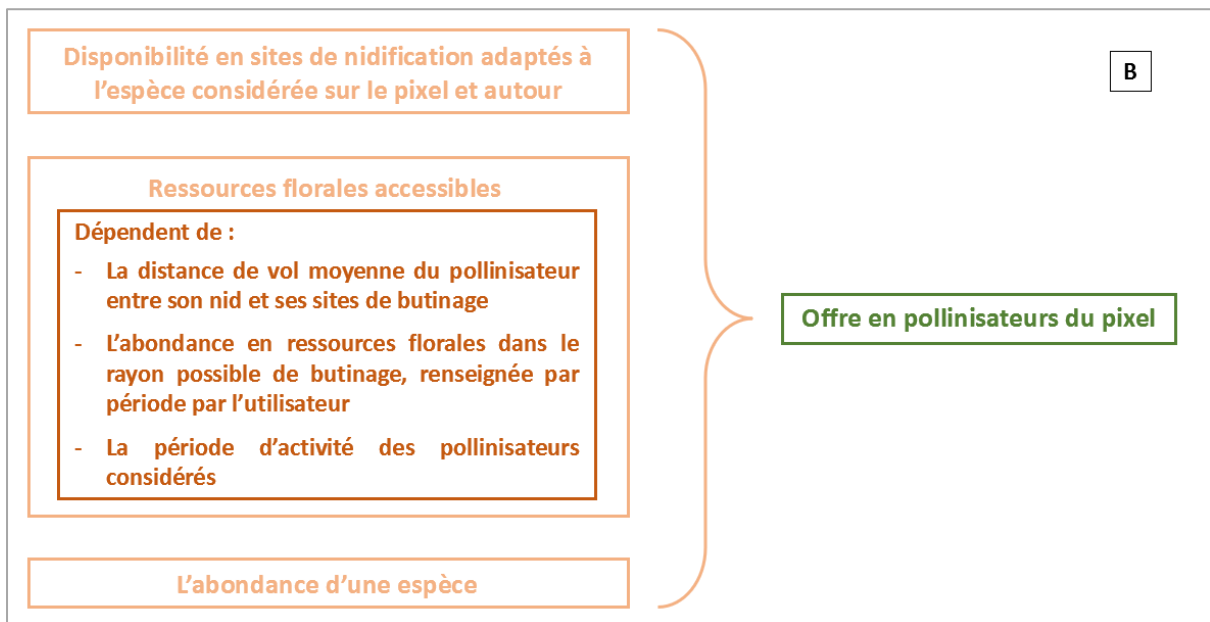 Disponibilité en sites de nidification adaptés à
l'espèce considérée sur le pixel et autour
B
Ressources florales accessibles
Dépendent de :
- La distance de vol moyenne du pollinisateur
entre son nid et ses sites de butinage
- L'abondance en ressources florales dans le
rayon possible de butinage, renseignée par
période par l'utilisateur
- La période d'activité des pollinisateurs
considérés
Offre en pollinisateurs du pixel
L'abondance d'une espèce